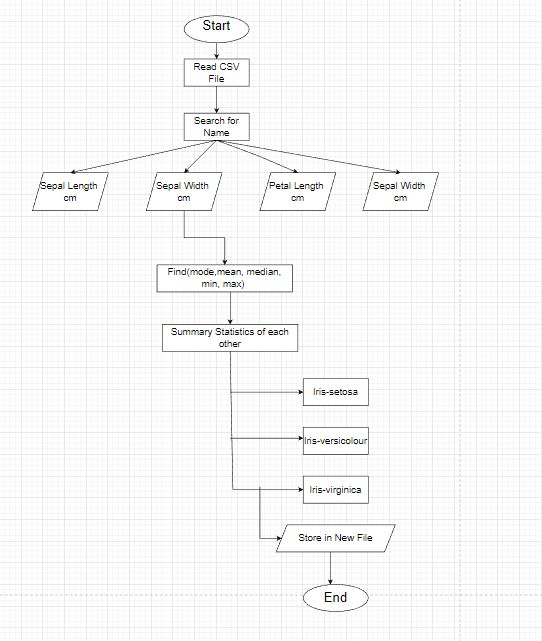 Start
Read CSV
File
Search for
Name
Sepal Length
cm
Sepal Width
cm
Petal Length
cm
Sepal Width
cm
Find(mode,mean, median,
min, max)
Summary Statistics of each
other
Iris-setosa
Iris-versicolour
Iris-virginica
Store in New File
End